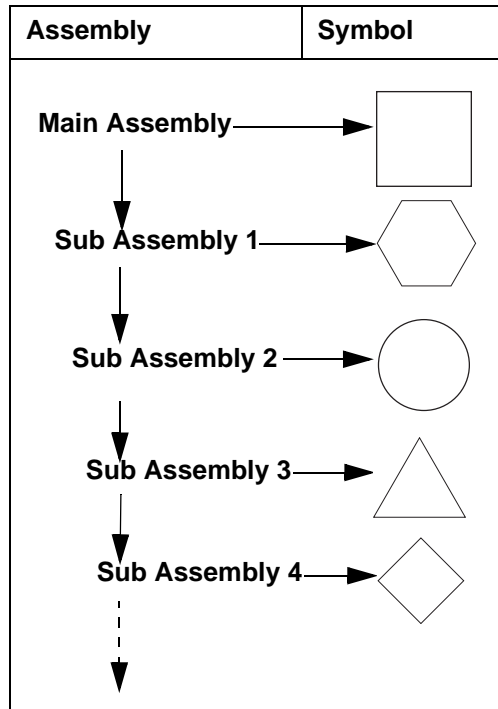 Assembly Symbol
Main Assembly
Sub Assembly 1
Sub Assembly 2
Sub Assembly 3
Sub Assembly 4